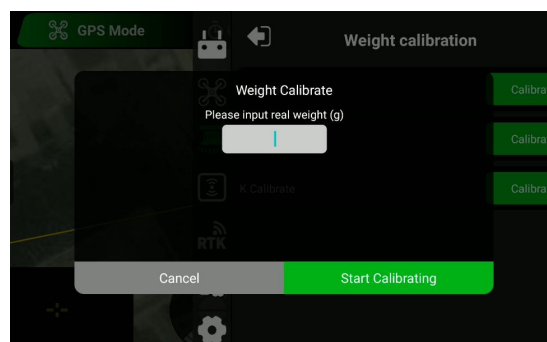 GPS Mode
Weight calibration
Weight Calibrate
Please input real weight (g)
Calibra
Calibra
K Calibrate
Calibra
RTK
Cancel
Start Calibrating